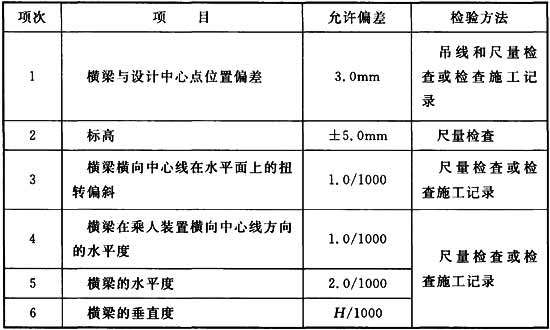 项次 项 目 允许偏差 检验方法
1 横梁与设计中心点位置偏差 3.0mm 吊线和尺量检
查或检查施工记
录
2 标高 ±5.0mm 尺量检查
3 横梁横向中心线在水平面上的扭
转偏斜 1.0/1000 尺量检查或检
查施工记录
4 横梁在乘人装置横向中心线方向
的水平度 1.0/1000 尺量检查或检
查施工记录
5 横梁的水平度 2.0/1000
6 横梁的垂直度 H/1000